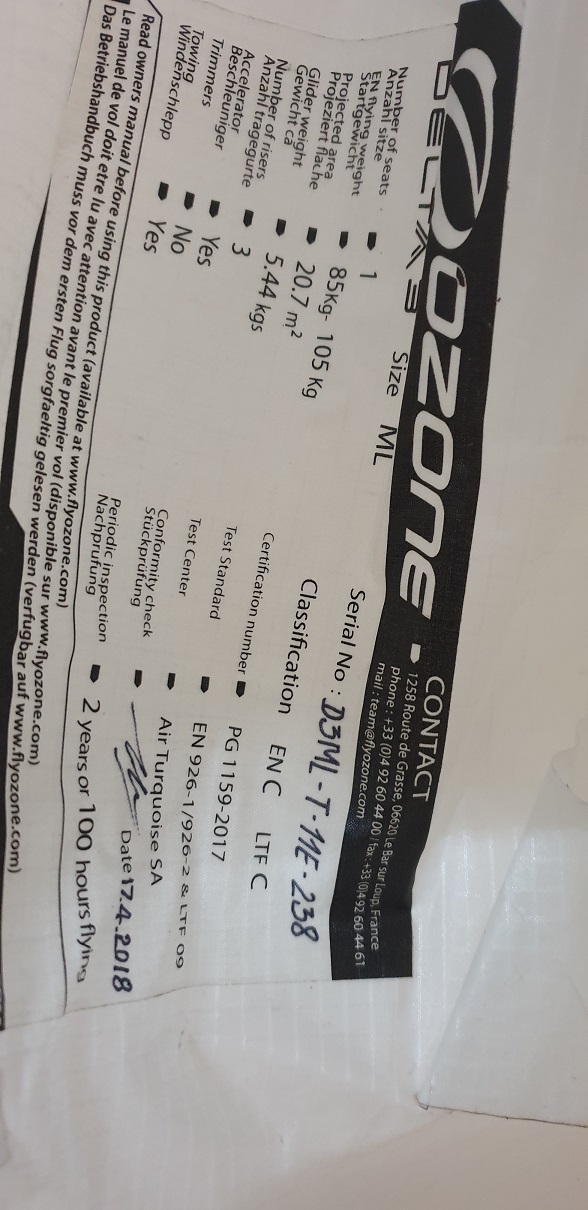 OZONE
CONTACT
1258 Route de Grasse, 06620 Le Bar sur Loup, France
phone : +33 (0)4 92 60 44 00 / fax : +33 (0)4 92 60 44 61
mail : team@flyozone.com
DELTA 3 Size ML
Serial No : D3ML-T-11E-238
Number of seats
Anzahl sitze
1
EN flying weight
Startgewicht
85Kg- 105 Kg
Projected area
Projeziert flache
20.7 m²
Glider weight
Gewicht ca
5.44 kgs
Number of risers
Anzahl tragegurte
3
Accelerator
Beschleuniger
Yes
Trimmers
No
Towing
Windenschlepp
Yes
Classification EN C LTF C
Certification number PG 1159-2017
Test Standard EN 926-1/926-2 & LTF 09
Test Center Air Turquoise SA
Conformity check
Stückprüfung
Date 17.4.2018
Periodic inspection
Nachprufung
2 years or 100 hours flying
Read owners manual before using this product (available at www.flyozone.com)
Le manuel de vol doit etre lu avec attention avant le premier vol (disponible sur www.flyozone.com)
Das Betriebshandbuch muss vor dem ersten Flug sorgfaeltig gelesen werden (verfugbar auf www.flyozone.com)